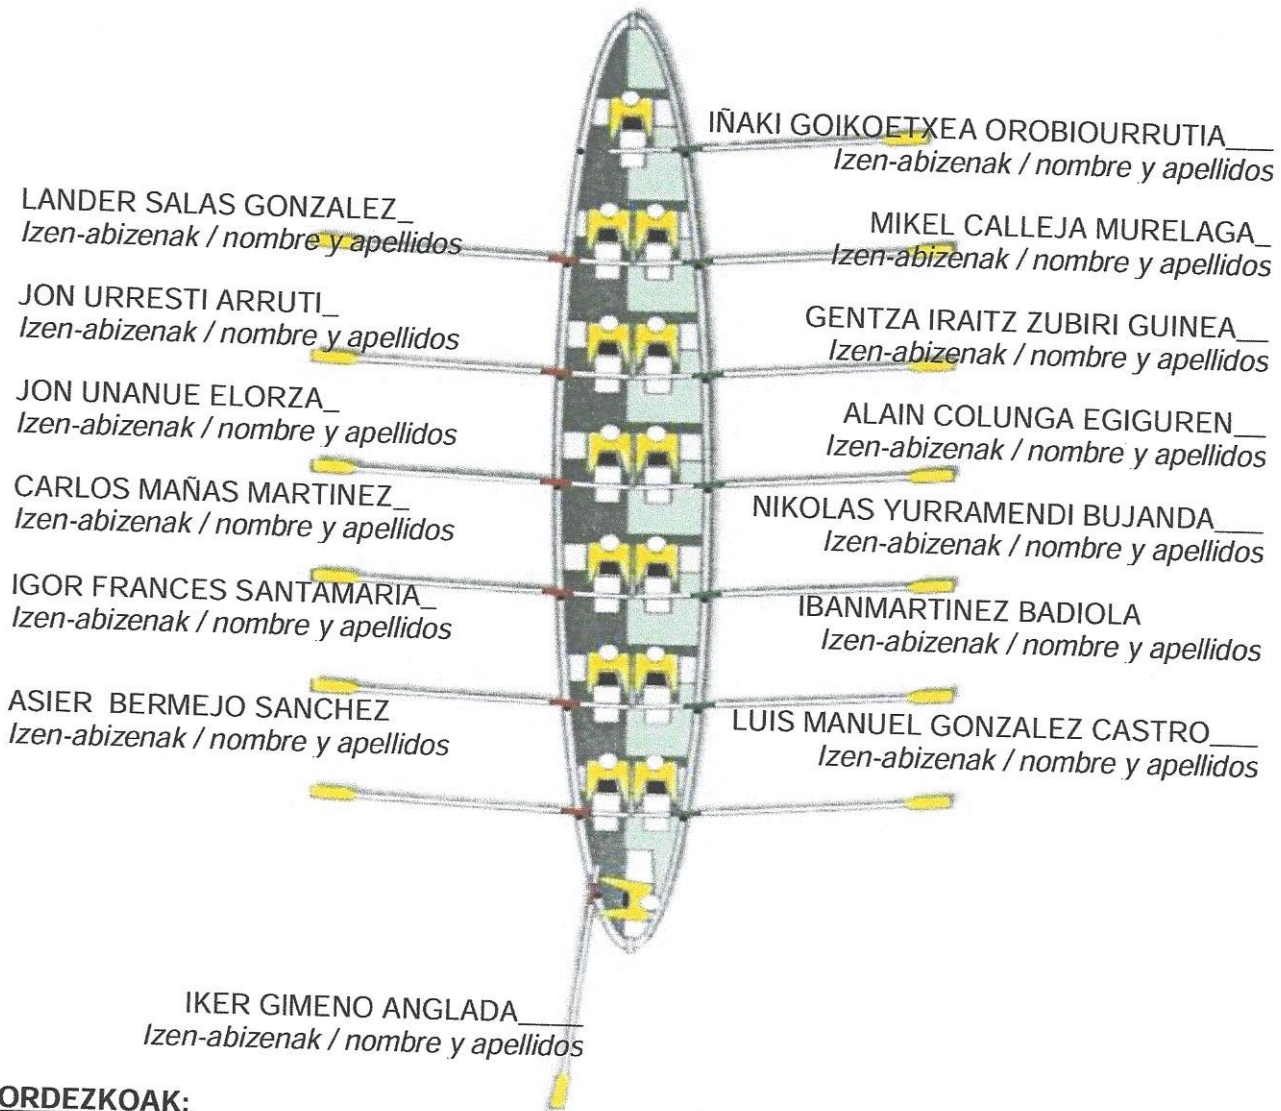 IÑAKI GOIKOETXEA OROBIOURRUTIA___
Izen-abizenak / nombre y apellidos
LANDER SALAS GONZALEZ_
Izen-abizenak / nombre y apellidos
MIKEL CALLEJA MURELAGA_
Izen-abizenak / nombre y apellidos
JON URRESTI ARRUTI_
Izen-abizenak / nombre y apellidos
GENTZA IRAITZ ZUBIRI GUINEA__
Izen-abizenak / nombre y apellidos
JON UNANUE ELORZA_
Izen-abizenak / nombre y apellidos
ALAIN COLUNGA EGIGUREN__
Izen-abizenak / nombre y apellidos
CARLOS MAÑAS MARTINEZ_
Izen-abizenak / nombre y apellidos
NIKOLAS YURRAMENDI BUJANDA___
Izen-abizenak / nombre y apellidos
IGOR FRANCES SANTAMARIA_
Izen-abizenak / nombre y apellidos
IBANMARTINEZ BADIOLA
Izen-abizenak / nombre y apellidos
ASIER BERMEJO SANCHEZ
Izen-abizenak / nombre y apellidos
LUIS MANUEL GONZALEZ CASTRO___
Izen-abizenak / nombre y apellidos
IKER GIMENO ANGLADA____
Izen-abizenak / nombre y apellidos
ORDEZKOAK: